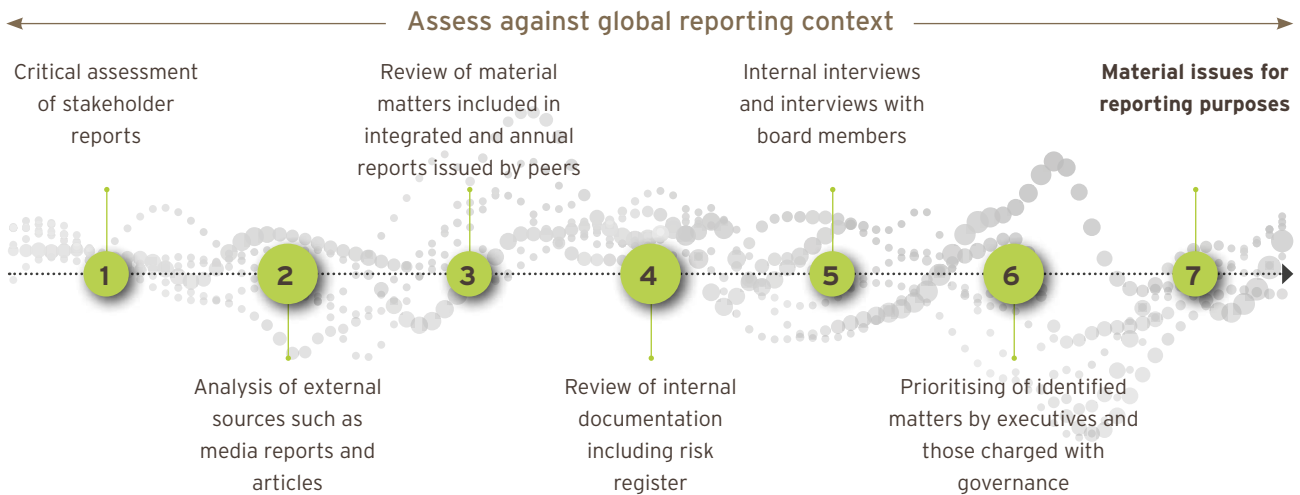 Assess against global reporting context
Critical assessment
of stakeholder
reports
Review of material
matters included in
integrated and annual
reports issued by peers
Internal interviews
and interviews with
board members
Material issues for
reporting purposes
1
2
3
4
5
6
7
Analysis of external
sources such as
media reports and
articles
Review of internal
documentation
including risk
register
Prioritising of identified
matters by executives and
those charged with
governance